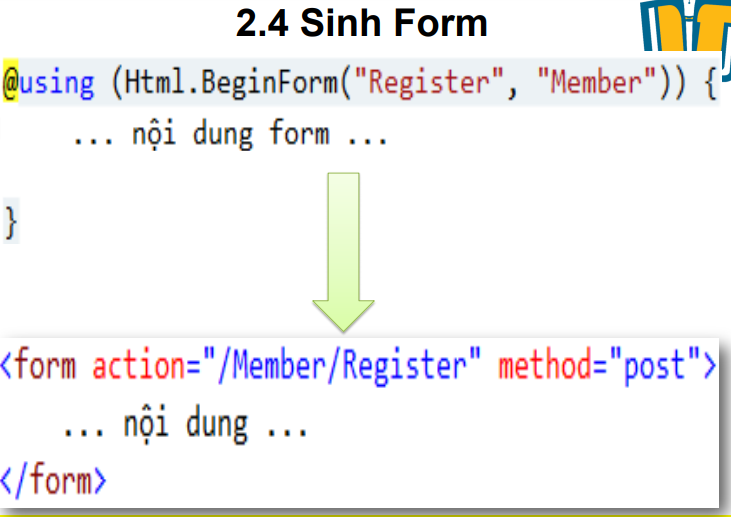 2.4 Sinh Form
@using (Html.BeginForm("Register", "Member")) {
... nội dung form ...
}
<form action="/Member/Register" method="post">
... nội dung ...
</form>